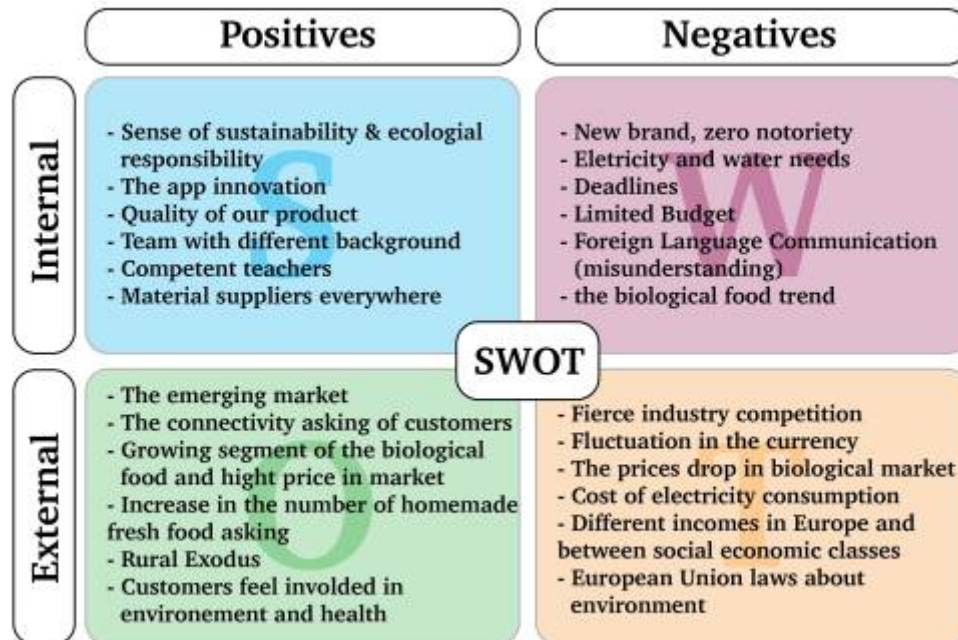 Positives
Negatives
Internal
- Sense of sustainability & ecologial
responsibility
- The app innovation
- Quality of our product
- Team with different background
- Competent teachers
- Material suppliers everywhere
S
- New brand, zero notoriety
- Eletricity and water needs
- Deadlines
- Limited Budget
- Foreign Language Communication
(misunderstanding)
- the biological food trend
W
SWOT
External
- The emerging market
- The connectivity asking of customers
- Growing segment of the biological
food and hight price in market
- Increase in the number of homemade
fresh food asking
- Rural Exodus
- Customers feel involded in
environement and health
O
- Fierce industry competition
- Fluctuation in the currency
- The prices drop in biological market
- Cost of electricity consumption
- Different incomes in Europe and
between social economic classes
- European Union laws about
environment
T